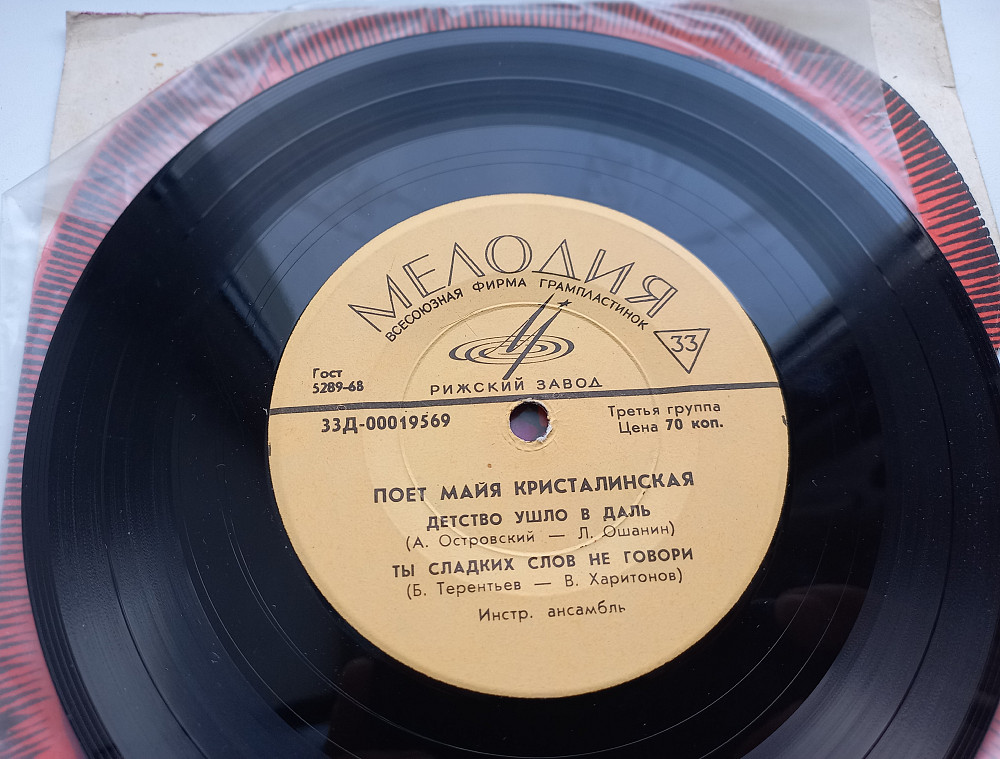 МЕЛОДИЯ
ВСЕСОЮЗНАЯ ФИРМА ГРАМПЛАСТИНОК
33
РИЖСКИЙ ЗАВОД
Гост
5289-68
33Д-00019569
Третья группа
Цена 70 коп.
ПОЕТ МАЙЯ КРИСТАЛИНСКАЯ
ДЕТСТВО УШЛО В ДАЛЬ
(А. Островский — Л. Ошанин)
ТЫ СЛАДКИХ СЛОВ НЕ ГОВОРИ
(Б. Терентьев — В. Харитонов)
Инстр. ансамбль